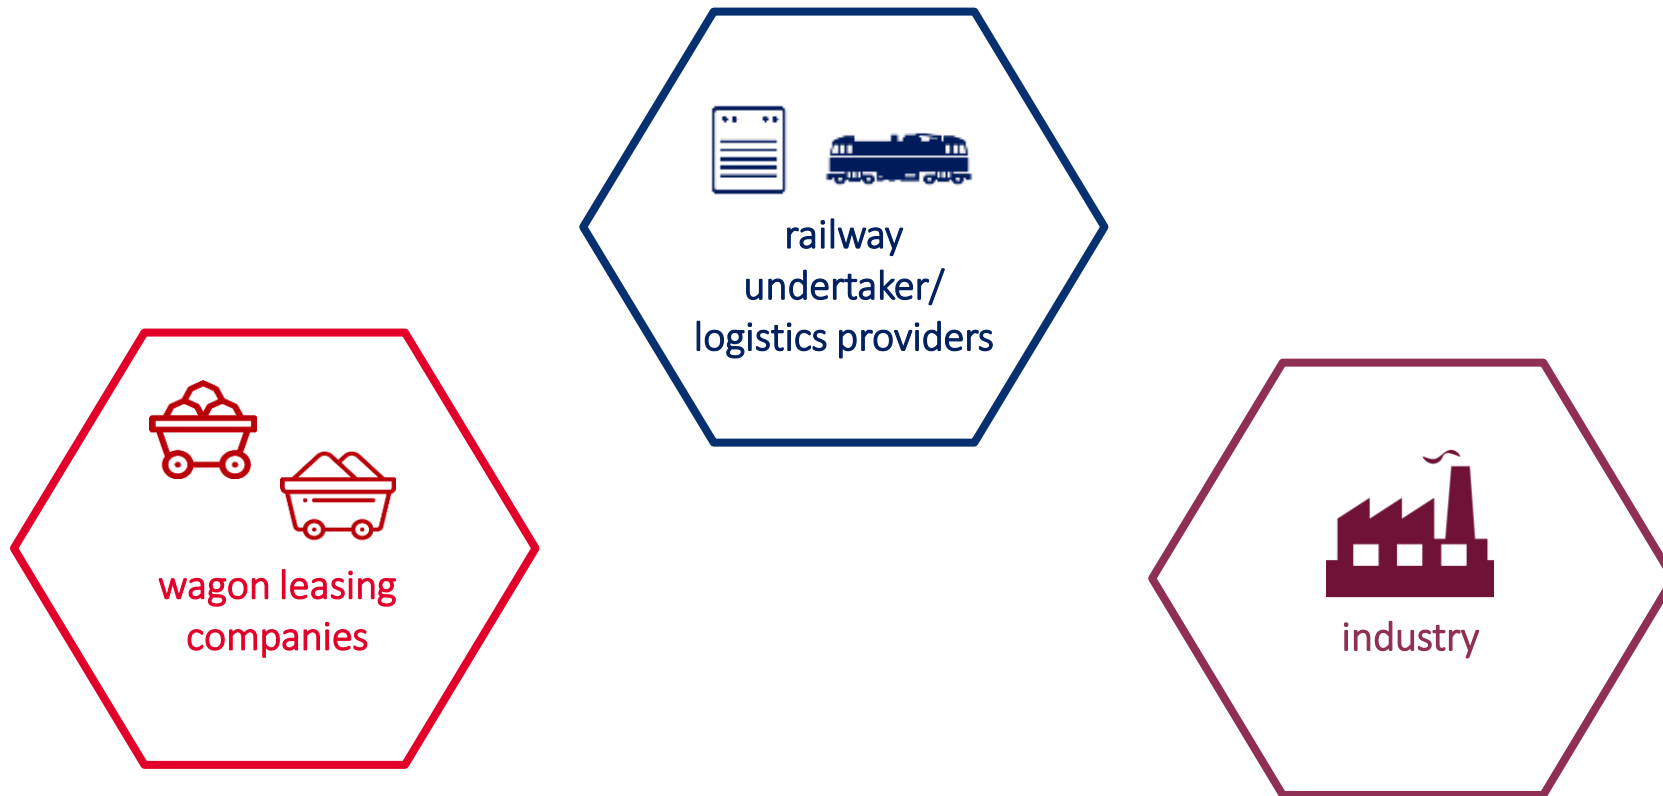 railway
undertaker/
logistics providers
wagon leasing
companies
industry